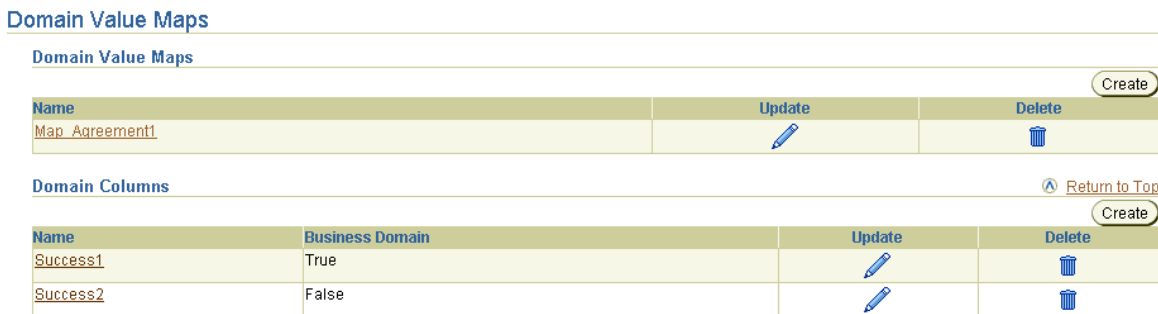 Domain Value Maps
Domain Value Maps
Create
Name Update Delete
Map_Agreement1
Domain Columns Return to Top
Create
Name Business Domain Update Delete
Success1 True
Success2 False